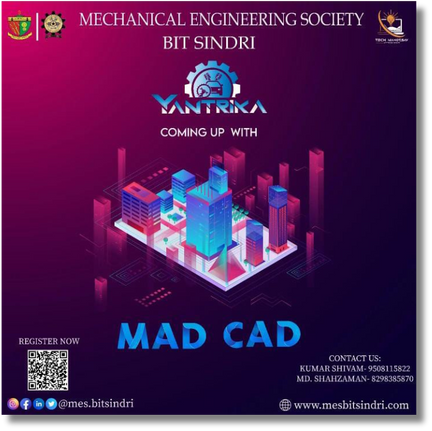 MECHANICAL ENGINEERING SOCIETY
BIT SINDRI
YANTRIKA
COMING UP WITH
MAD CAD
REGISTER NOW
CONTACT US:
KUMAR SHIVAM- 9508115822
MD. SHAHZAMAN- 8298385870
@mes.bitsindri
www.mesbitsindri.com